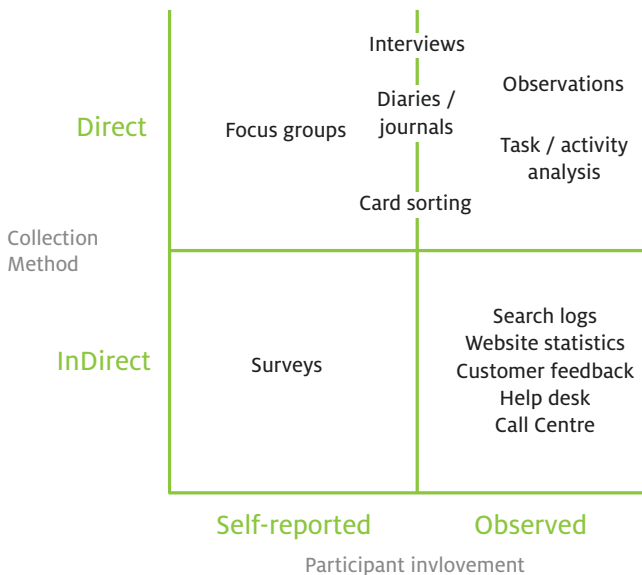 Interviews
Observations
Diaries /
journals
Direct
Focus groups
Task / activity
analysis
Card sorting
Collection
Method
InDirect
Surveys
Search logs
Website statistics
Customer feedback
Help desk
Call Centre
Self-reported
Observed
Participant invlovement